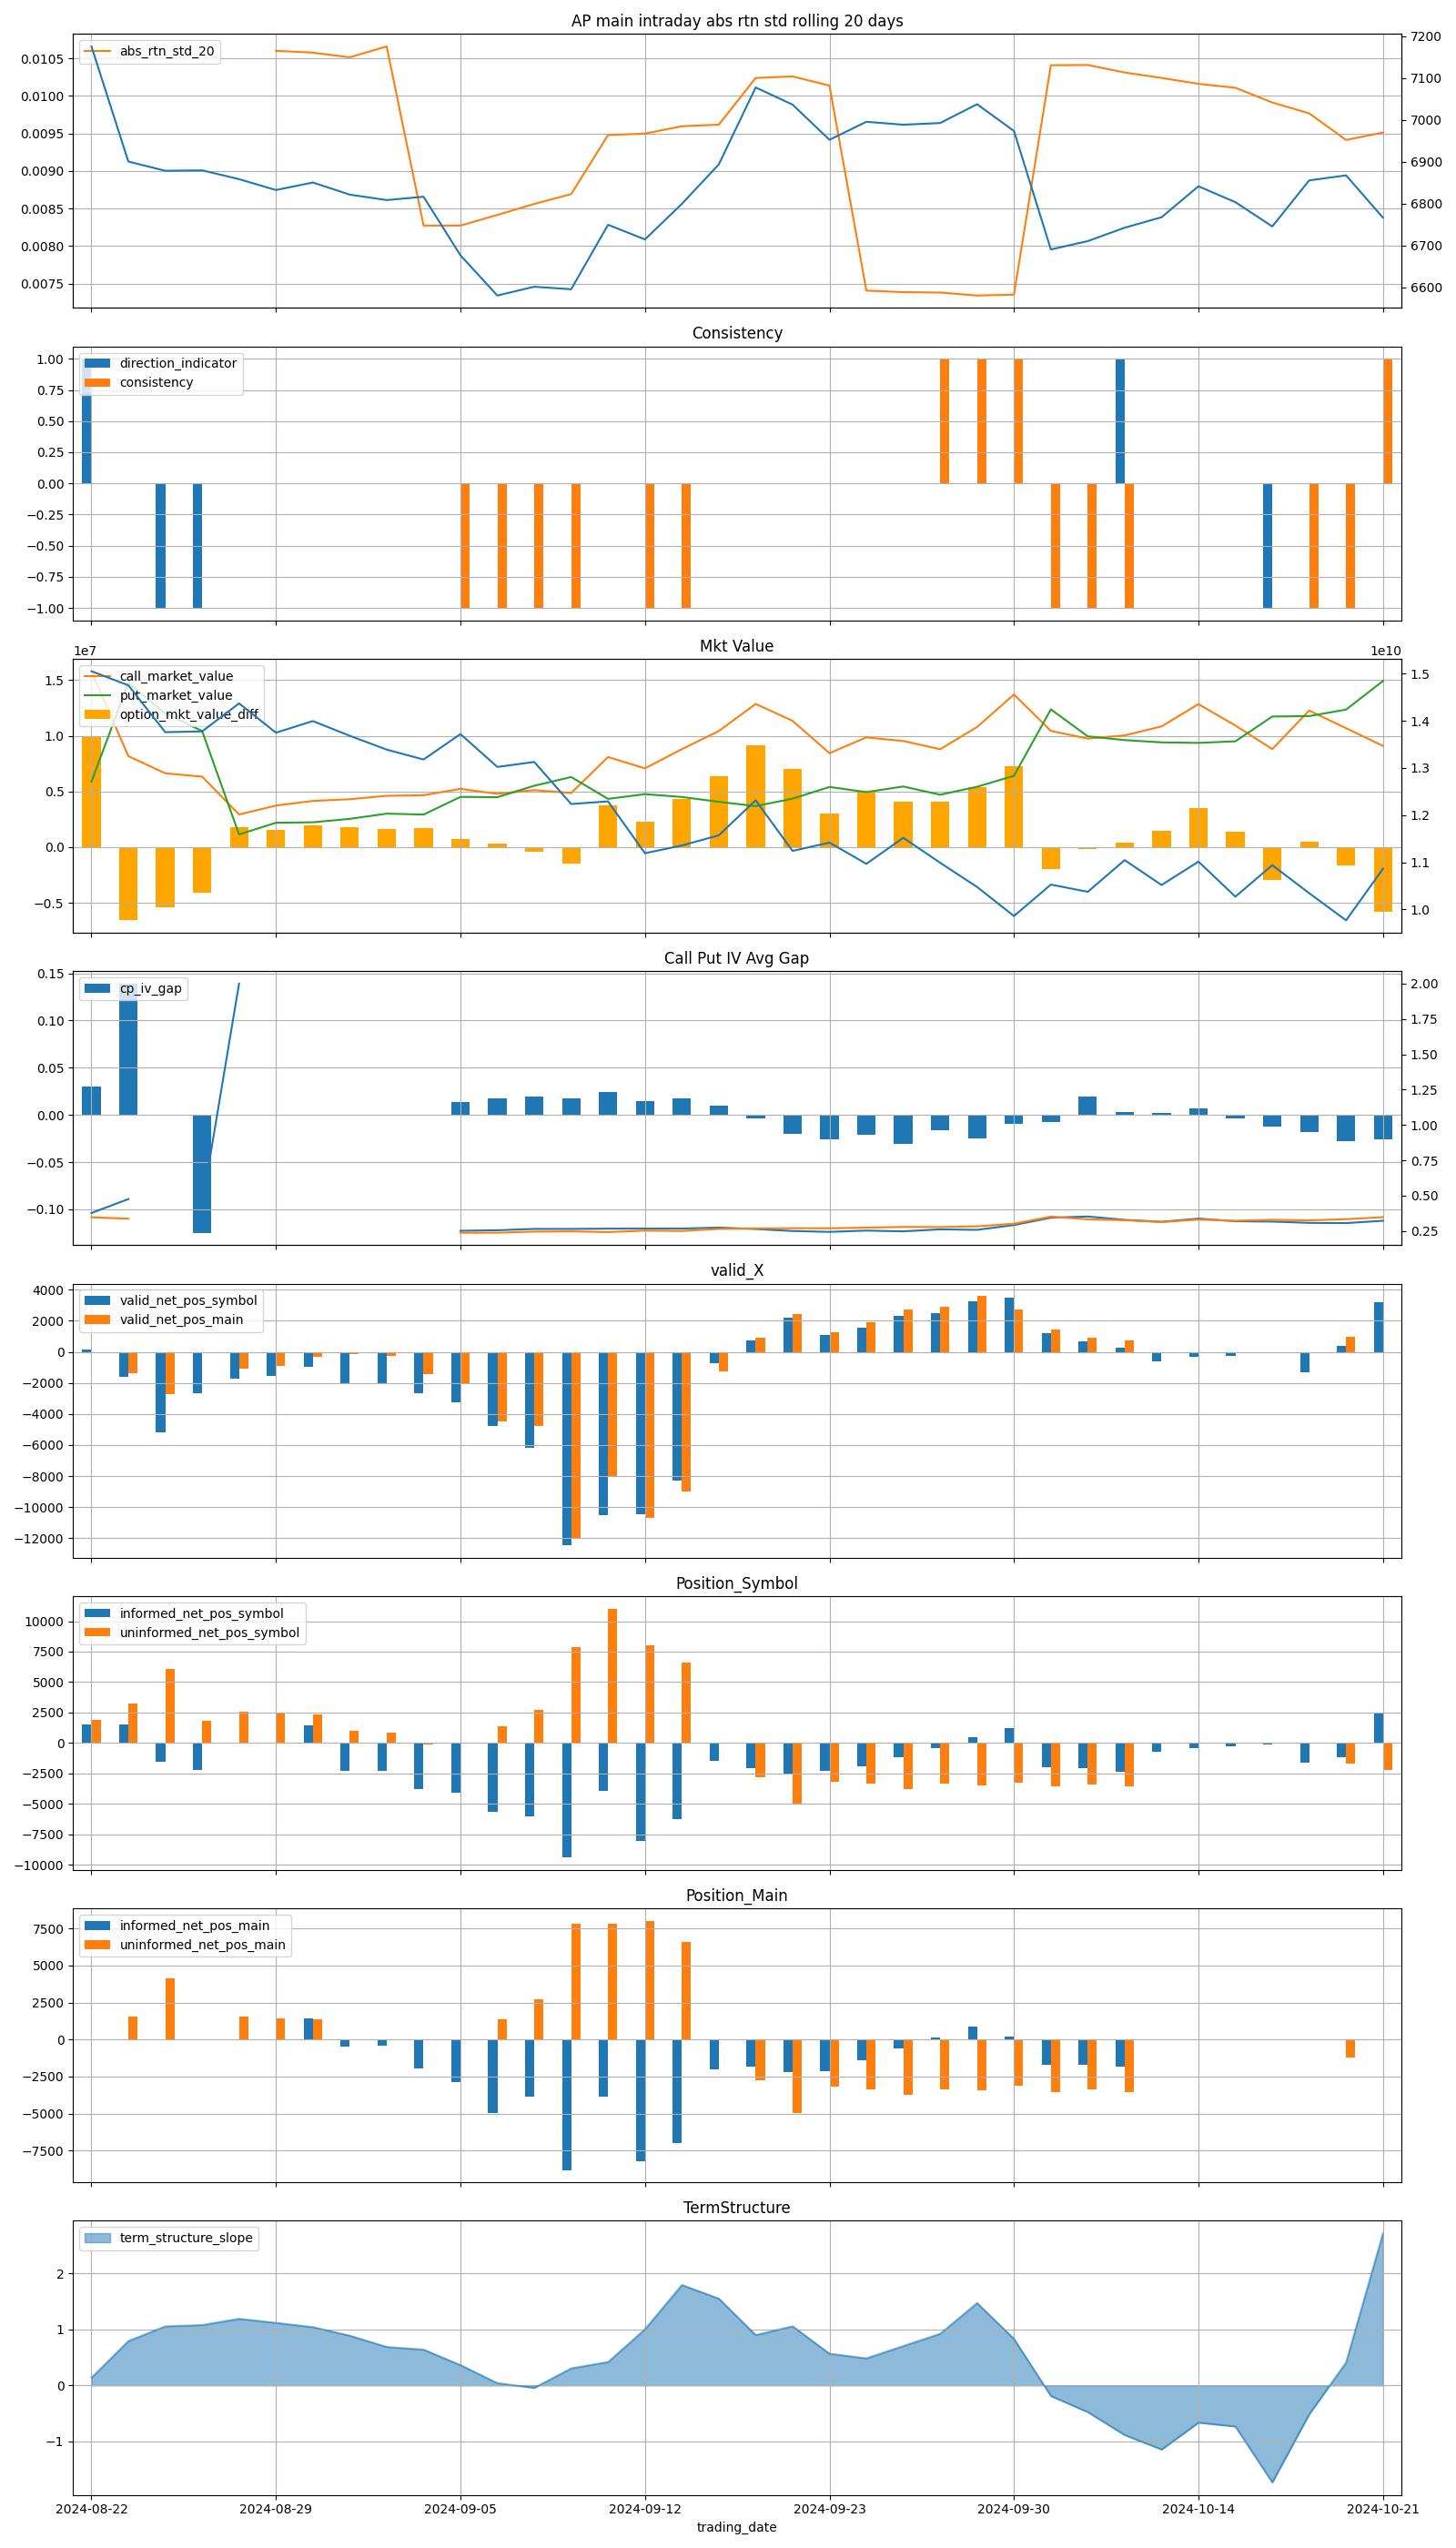 AP main intraday abs rtn std rolling 20 days
abs_rtn_std_20
0.0105
0.0100
0.0095
0.0090
0.0085
0.0080
0.0075
7200
7100
7000
6900
6800
6700
6600
Consistency
direction_indicator
consistency
1.00
0.75
0.50
0.25
0.00
−0.25
−0.50
−0.75
−1.00
Mkt Value
1e7
1e10
call_market_value
put_market_value
option_mkt_value_diff
1.5
1.0
0.5
0.0
−0.5
1.5
1.4
1.3
1.2
1.1
1.0
Call Put IV Avg Gap
cp_iv_gap
0.15
0.10
0.05
0.00
−0.05
−0.10
2.00
1.75
1.50
1.25
1.00
0.75
0.50
0.25
valid_X
valid_net_pos_symbol
valid_net_pos_main
4000
2000
0
−2000
−4000
−6000
−8000
−10000
−12000
Position_Symbol
informed_net_pos_symbol
uninformed_net_pos_symbol
10000
7500
5000
2500
0
−2500
−5000
−7500
−10000
Position_Main
informed_net_pos_main
uninformed_net_pos_main
7500
5000
2500
0
−2500
−5000
−7500
TermStructure
term_structure_slope
2
1
0
−1
2024-08-22 2024-08-29 2024-09-05 2024-09-12 2024-09-23 2024-09-30 2024-10-14 2024-10-21
trading_date